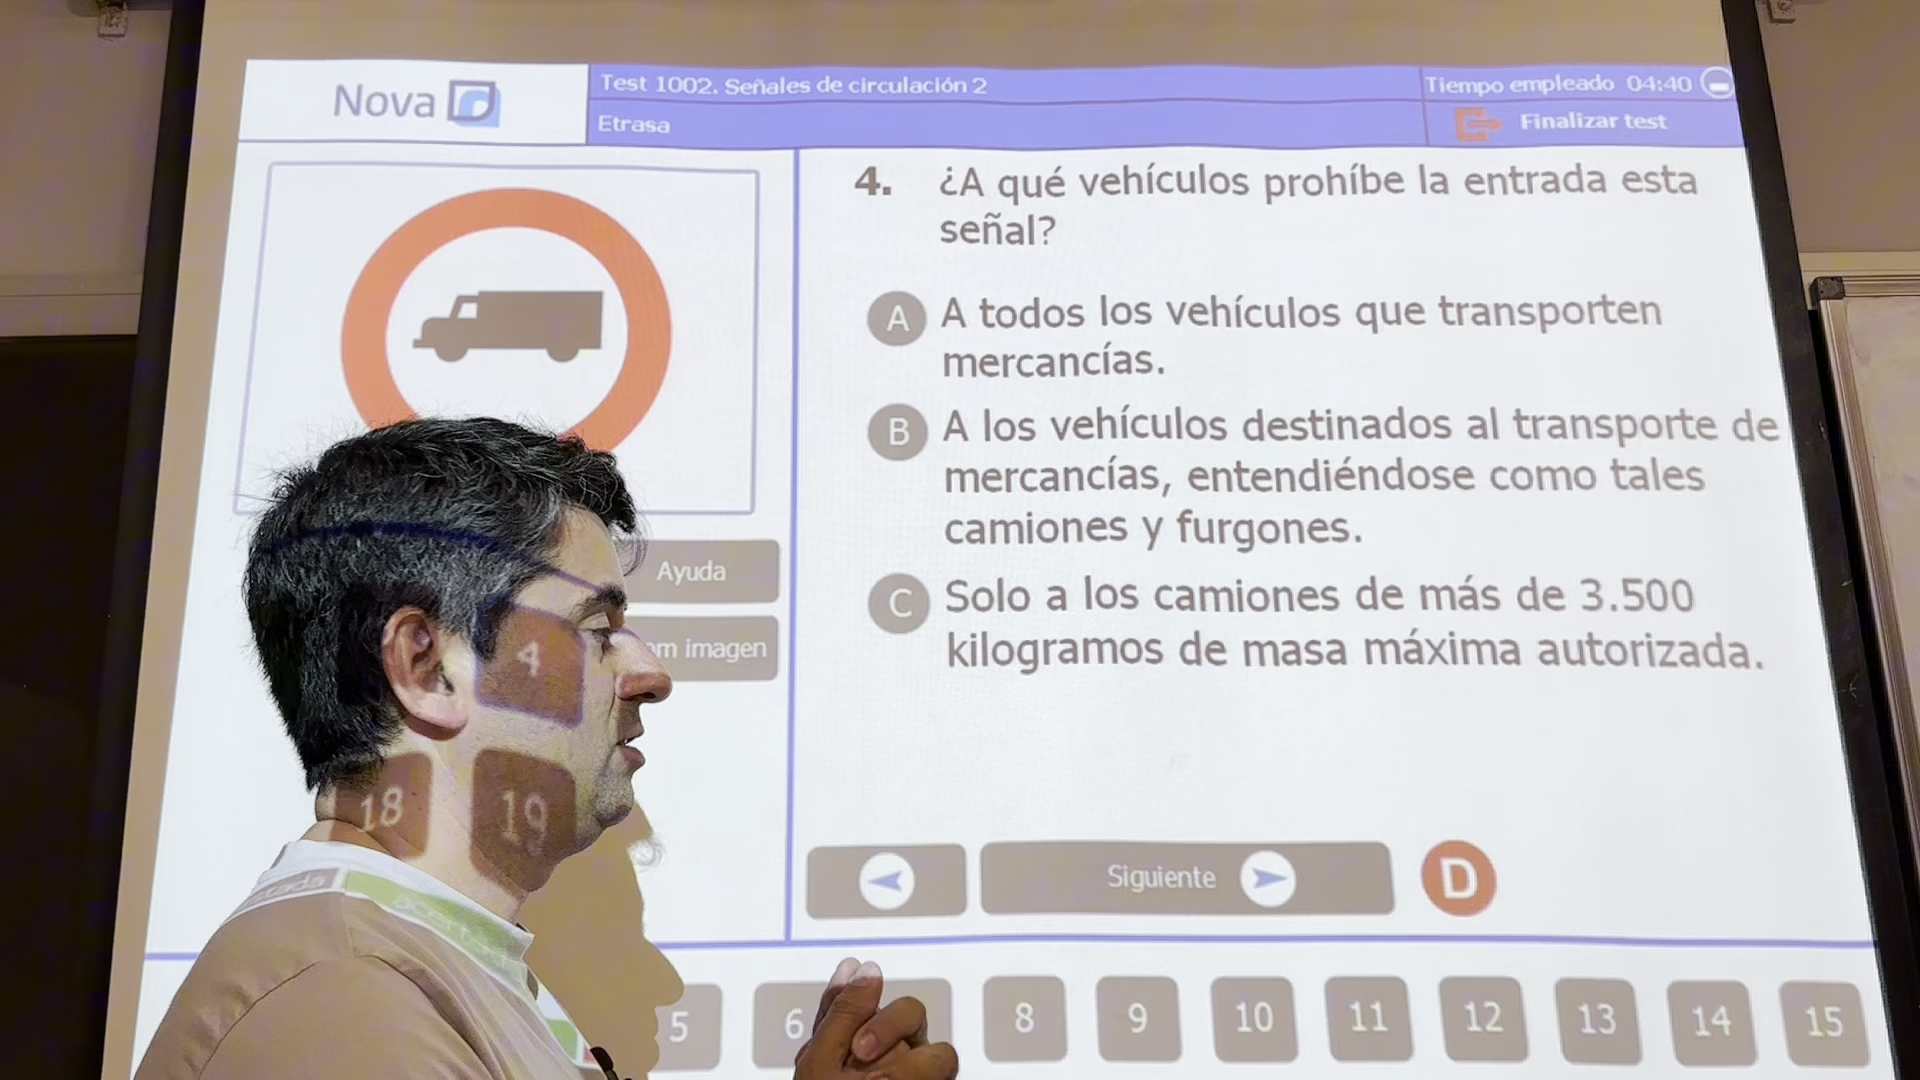 Nova
Test 1002. Señales de circulación 2
Tiempo empleado 04:40
Etrasa
Finalizar test
4. ¿A qué vehículos prohíbe la entrada esta
señal?
A A todos los vehículos que transporten
mercancías.
B A los vehículos destinados al transporte de
mercancías, entendiéndose como tales
camiones y furgones.
C Solo a los camiones de más de 3.500
kilogramos de masa máxima autorizada.
Ayuda
imagen
4
18 19
Siguiente
D
5 6 8 9 10 11 12 13 14 15